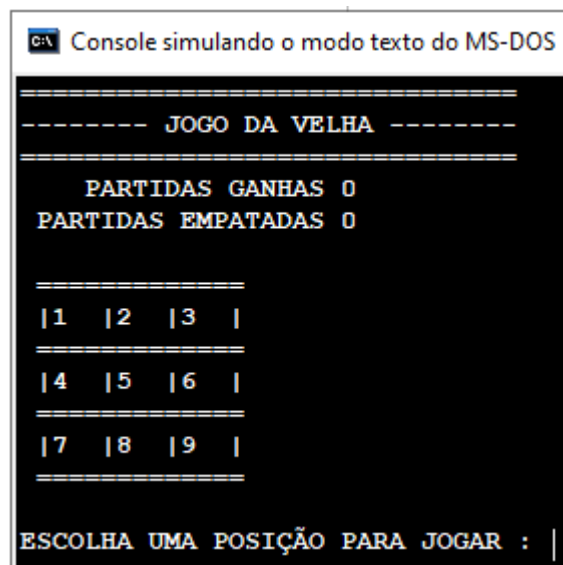 Console simulando o modo texto do MS-DOS
===============================
-------- JOGO DA VELHA --------
===============================
PARTIDAS GANHAS 0
PARTIDAS EMPATADAS 0
=============
|1 |2 |3 |
=============
|4 |5 |6 |
=============
|7 |8 |9 |
=============
ESCOLHA UMA POSIÇÃO PARA JOGAR :